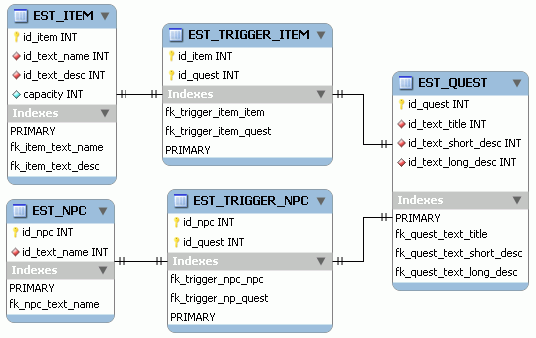 EST_ITEM
id_item INT
id_text_name INT
id_text_desc INT
capacity INT
Indexes
PRIMARY
fk_item_text_name
fk_item_text_desc
EST_TRIGGER_ITEM
id_item INT
id_quest INT
Indexes
fk_trigger_item_item
fk_trigger_item_quest
PRIMARY
EST_QUEST
id_quest INT
id_text_title INT
id_text_short_desc INT
id_text_long_desc INT
Indexes
PRIMARY
fk_quest_text_title
fk_quest_text_short_desc
fk_quest_text_long_desc
EST_NPC
id_npc INT
id_text_name INT
Indexes
PRIMARY
fk_npc_text_name
EST_TRIGGER_NPC
id_npc INT
id_quest INT
Indexes
fk_trigger_npc_npc
fk_trigger_np_quest
PRIMARY